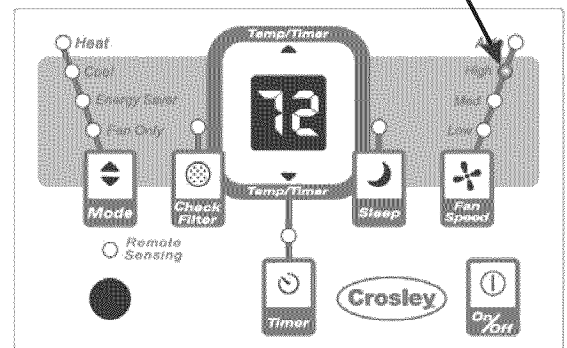 Temp/Timer
Heat
High
Cool
Energy Saver
Med
72
Fan Only
Low
Temp/Timer
Mode
Check
Filter
Sleep
Fan
Speed
Remote
Sensing
Crosley
Timer
On/Off